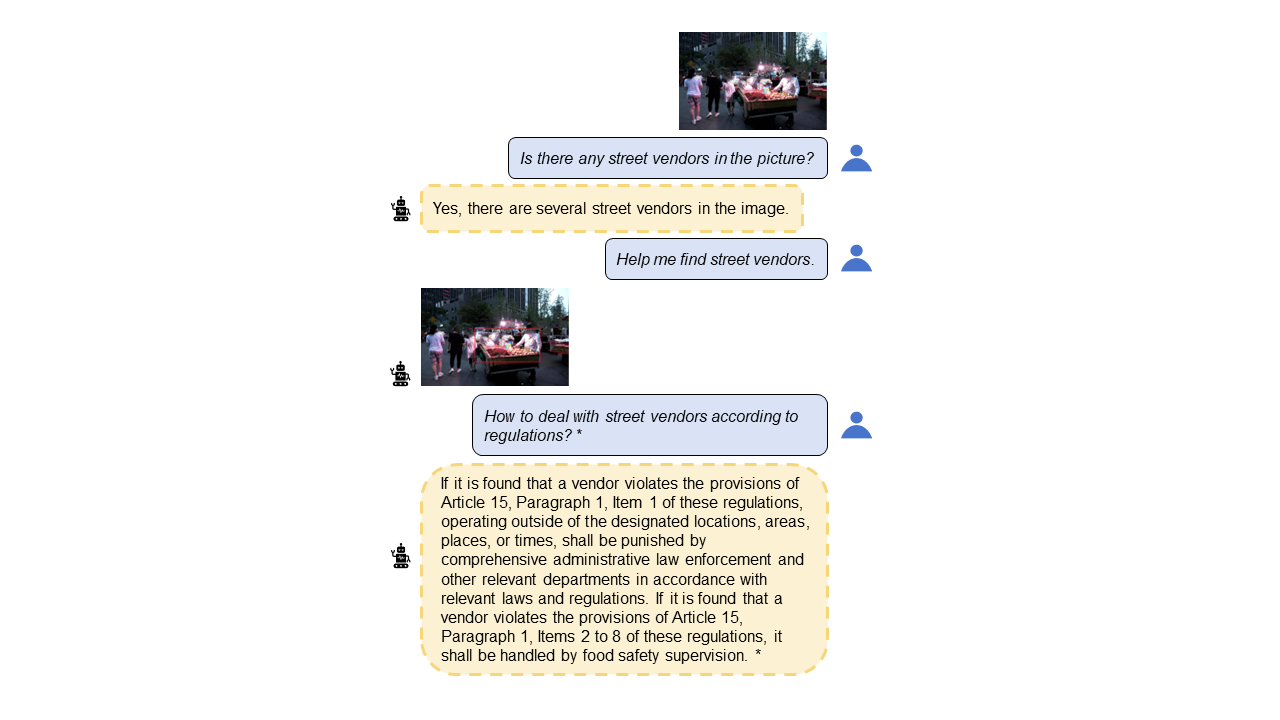 Is there any street vendors in the picture?
Yes, there are several street vendors in the image.
Help me find street vendors.
How to deal with street vendors according to
regulations? *
If it is found that a vendor violates the provisions of
Article 15, Paragraph 1, Item 1 of these regulations,
operating outside of the designated locations, areas,
places, or times, shall be punished by
comprehensive administrative law enforcement and
other relevant departments in accordance with
relevant laws and regulations. If it is found that a
vendor violates the provisions of Article 15,
Paragraph 1, Items 2 to 8 of these regulations, it
shall be handled by food safety supervision. *